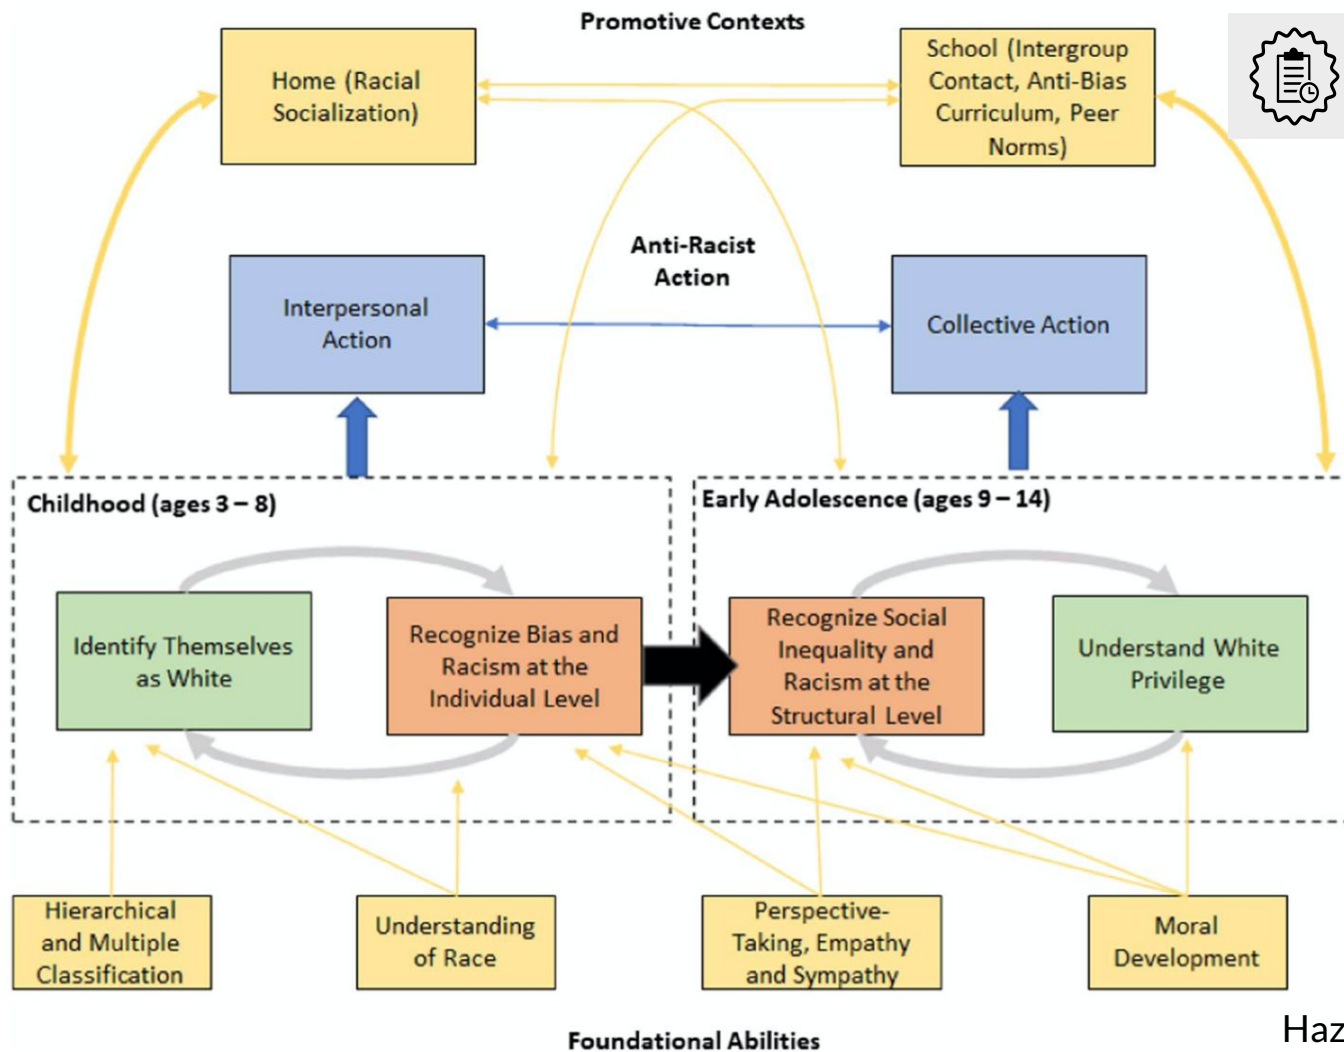 Promotive Contexts
Home (Racial
Socialization)
School (Intergroup
Contact, Anti-Bias
Curriculum, Peer
Norms)
Anti-Racist
Action
Interpersonal
Action
Collective Action
Childhood (ages 3 – 8)
Early Adolescence (ages 9 – 14)
Identify Themselves
as White
Recognize Bias and
Racism at the
Individual Level
Recognize Social
Inequality and
Racism at the
Structural Level
Understand White
Privilege
Hierarchical
and Multiple
Classification
Understanding
of Race
Perspective-
Taking, Empathy
and Sympathy
Moral
Development
Foundational Abilities
Haz